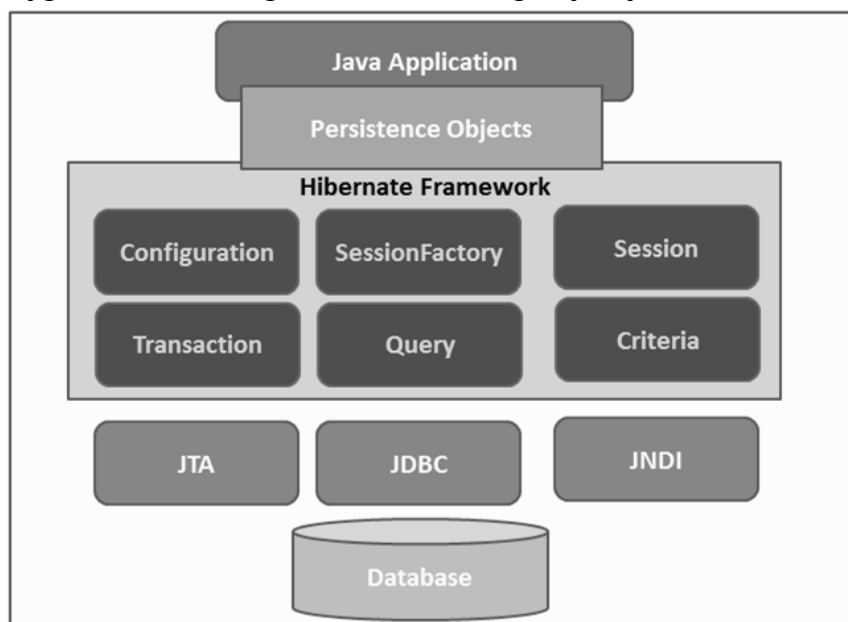 Java Application
Persistence Objects
Hibernate Framework
Configuration
SessionFactory
Session
Transaction
Query
Criteria
JTA
JDBC
JNDI
Database